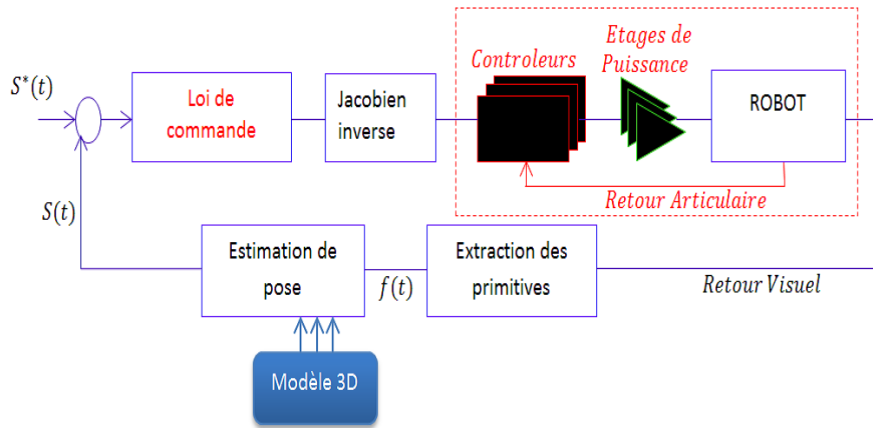 Controleurs
Etages de
Puissance
S*(t)
Loi de
commande
Jacobien
inverse
ROBOT
Retour Articulaire
S(t)
Estimation de
pose
f(t)
Extraction des
primitives
Retour Visuel
Modèle 3D